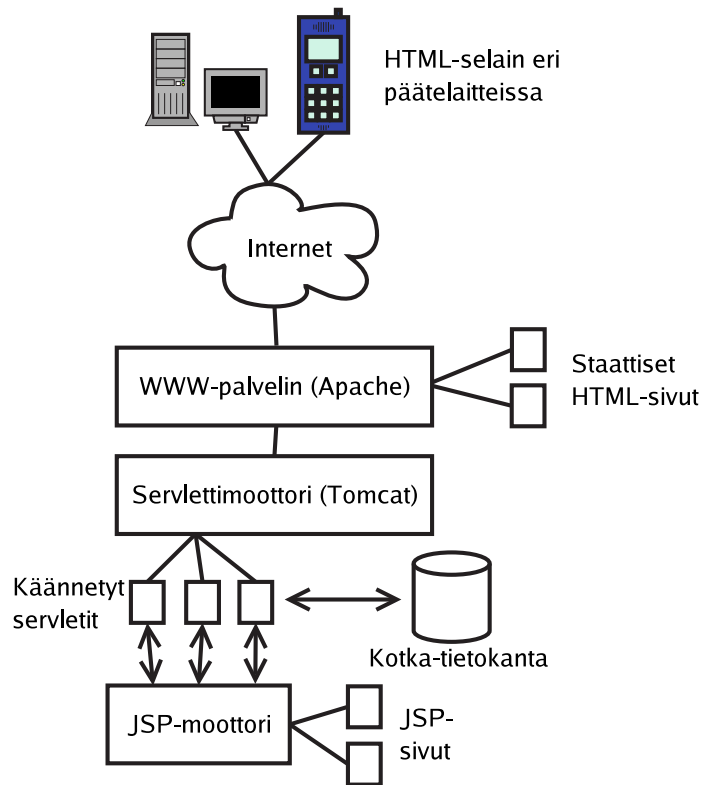 HTML-selain eri
päätelaitteissa
Internet
WWW-palvelin (Apache)
Staattiset
HTML-sivut
Servlettimoottori (Tomcat)
Käännetyt
servletit
Kotka-tietokanta
JSP-moottori
JSP-
sivut